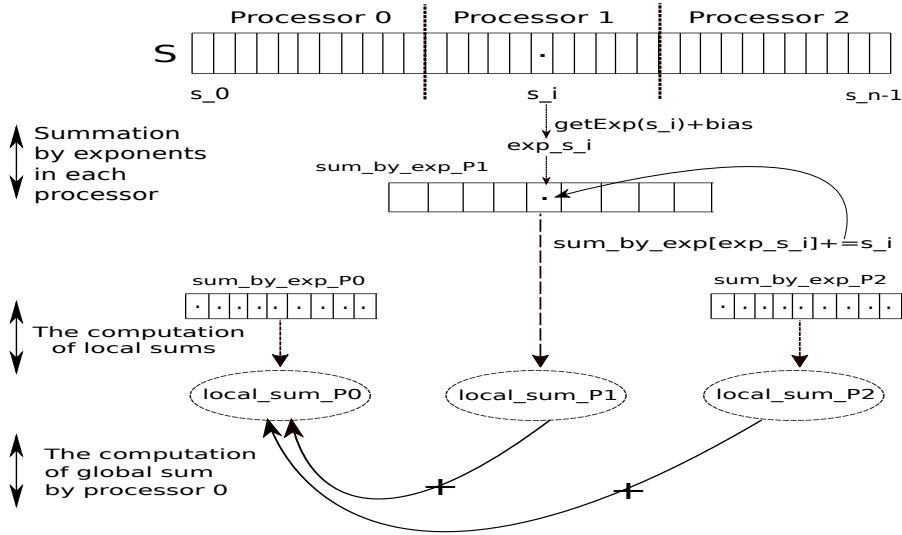 Processor 0 Processor 1 Processor 2
S
s_0 s_i s_n-1
getExp(s_i)+bias
exp_s_i
Summation
by exponents
in each
processor
sum_by_exp_P1
sum_by_exp[exp_s_i]+=s_i
sum_by_exp_P0 sum_by_exp_P2
The computation
of local sums
local_sum_P0 local_sum_P1 local_sum_P2
The computation
of global sum
by processor 0
+ +